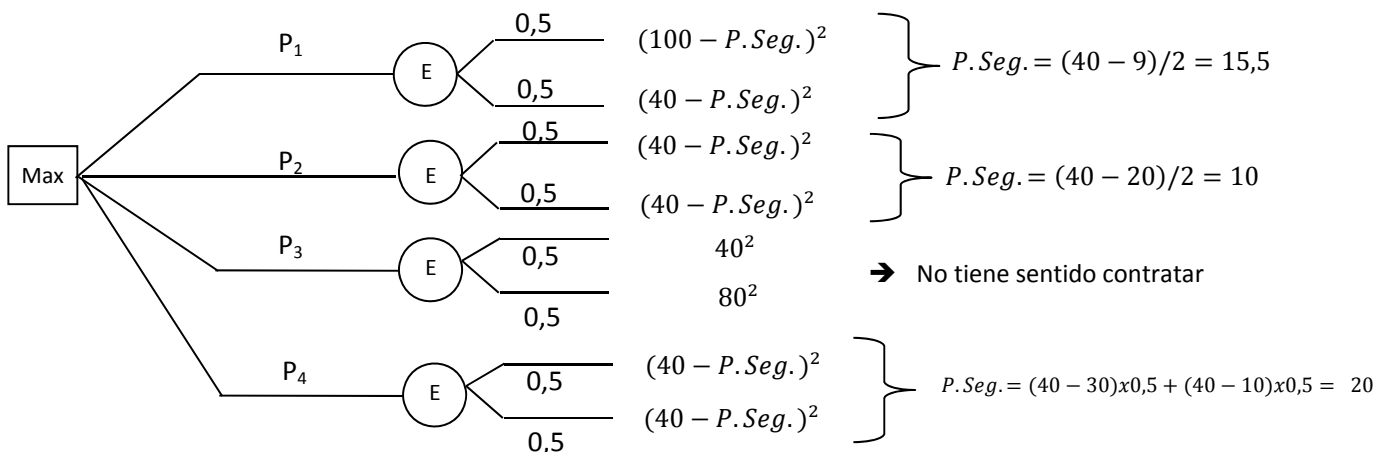 0,5
P₁
E
(100 − P.Seg.)²
0,5
(40 − P.Seg.)²
P.Seg. = (40 − 9)/2 = 15,5
Max
P₂
E
0,5
(40 − P.Seg.)²
0,5
(40 − P.Seg.)²
P.Seg. = (40 − 20)/2 = 10
P₃
E
0,5
40²
0,5
80²
➔ No tiene sentido contratar
P₄
E
0,5
(40 − P.Seg.)²
0,5
(40 − P.Seg.)²
P.Seg. = (40 − 30)x0,5 + (40 − 10)x0,5 = 20